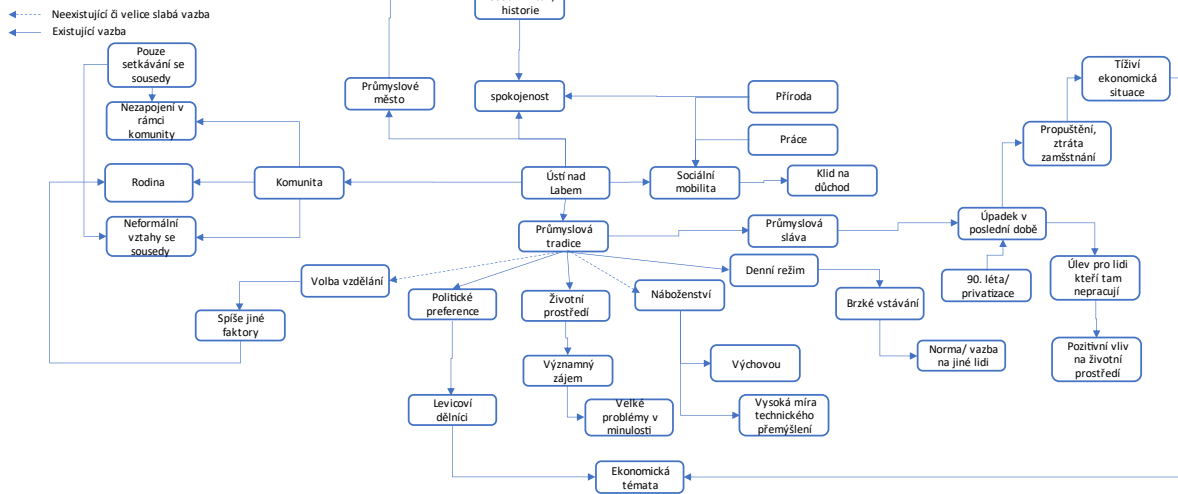 Neexistující či velice slabá vazba
Existující vazba
historie
Pouze
setkávání se
sousedy
Nezapojení v
rámci
komunity
Průmyslové
město
spokojenost
Příroda
Práce
Tíživí
ekonomická
situace
Propuštění,
ztráta
zamšstnání
Rodina
Komunita
Ústí nad
Labem
Sociální
mobilita
Klid na
důchod
Neformální
vztahy se
sousedy
Průmyslová
tradice
Průmyslová
sláva
Úpadek v
poslední době
Volba vzdělání
Politické
preference
Životní
prostředí
Náboženství
Denní režim
Brzké vstávání
90. léta/
privatizace
Úlev pro lidi
kteří tam
nepracují
Spíše jiné
faktory
Významný
zájem
Výchovou
Norma/ vazba
na jiné lidi
Pozitivní vliv
na životní
prostředí
Levicoví
dělníci
Velké
problémy v
minulosti
Vysoká míra
technického
přemýšlení
Ekonomická
témata